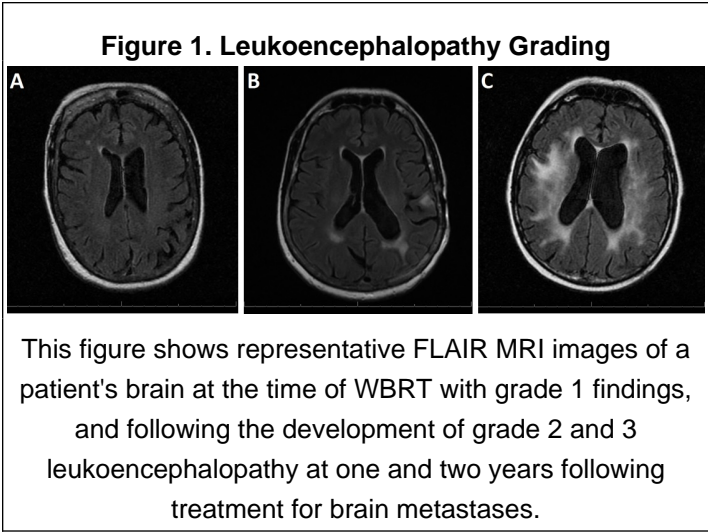 Figure 1. Leukoencephalopathy Grading
A
B
C
This figure shows representative FLAIR MRI images of a
patient's brain at the time of WBRT with grade 1 findings,
and following the development of grade 2 and 3
leukoencephalopathy at one and two years following
treatment for brain metastases.